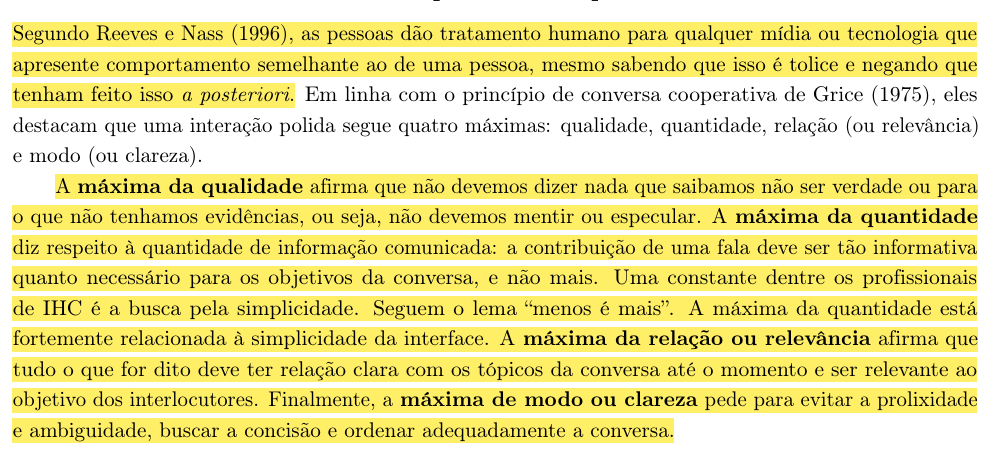 Segundo Reeves e Nass (1996), as pessoas dão tratamento humano para qualquer mídia ou tecnologia que
apresente comportamento semelhante ao de uma pessoa, mesmo sabendo que isso é tolice e negando que
tenham feito isso a posteriori. Em linha com o princípio de conversa cooperativa de Grice (1975), eles
destacam que uma interação polida segue quatro máximas: qualidade, quantidade, relação (ou relevância)
e modo (ou clareza).
A máxima da qualidade afirma que não devemos dizer nada que saibamos não ser verdade ou para
o que não tenhamos evidências, ou seja, não devemos mentir ou especular. A máxima da quantidade
diz respeito à quantidade de informação comunicada: a contribuição de uma fala deve ser tão informativa
quanto necessário para os objetivos da conversa, e não mais. Uma constante dentre os profissionais
de IHC é a busca pela simplicidade. Seguem o lema “menos é mais”. A máxima da quantidade está
fortemente relacionada à simplicidade da interface. A máxima da relação ou relevância afirma que
tudo o que for dito deve ter relação clara com os tópicos da conversa até o momento e ser relevante ao
objetivo dos interlocutores. Finalmente, a máxima de modo ou clareza pede para evitar a prolixidade
e ambiguidade, buscar a concisão e ordenar adequadamente a conversa.